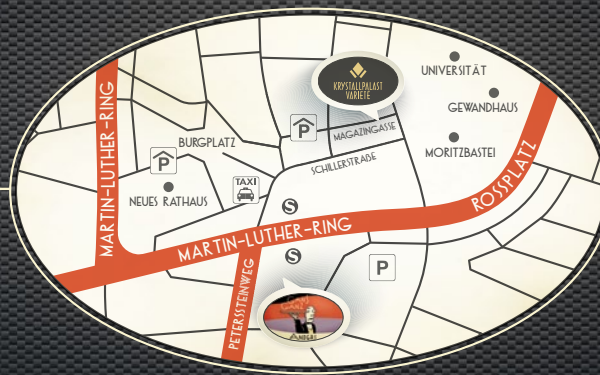 UNIVERSITÄT
KRYSTALLPALAST
VARIETÉ
GEWANDHAUS
P
MAGAZINGASSE
BURGPLATZ
MORITZBASTEI
P
SCHILLERSTRAßE
MARTIN-LUTHER-RING
TAXI
NEUES RATHAUS
ROSSPLATZ
S
MARTIN-LUTHER-RING
S
P
PETERSSTEINWEG